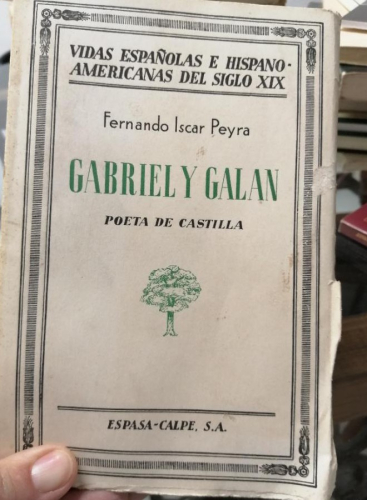 VIDAS ESPAÑOLAS E HISPANO-
AMERICANAS DEL SIGLO XIX
Fernando Iscar Peyra
GABRIEL Y GALAN
POETA DE CASTILLA
ESPASA-CALPE, S.A.